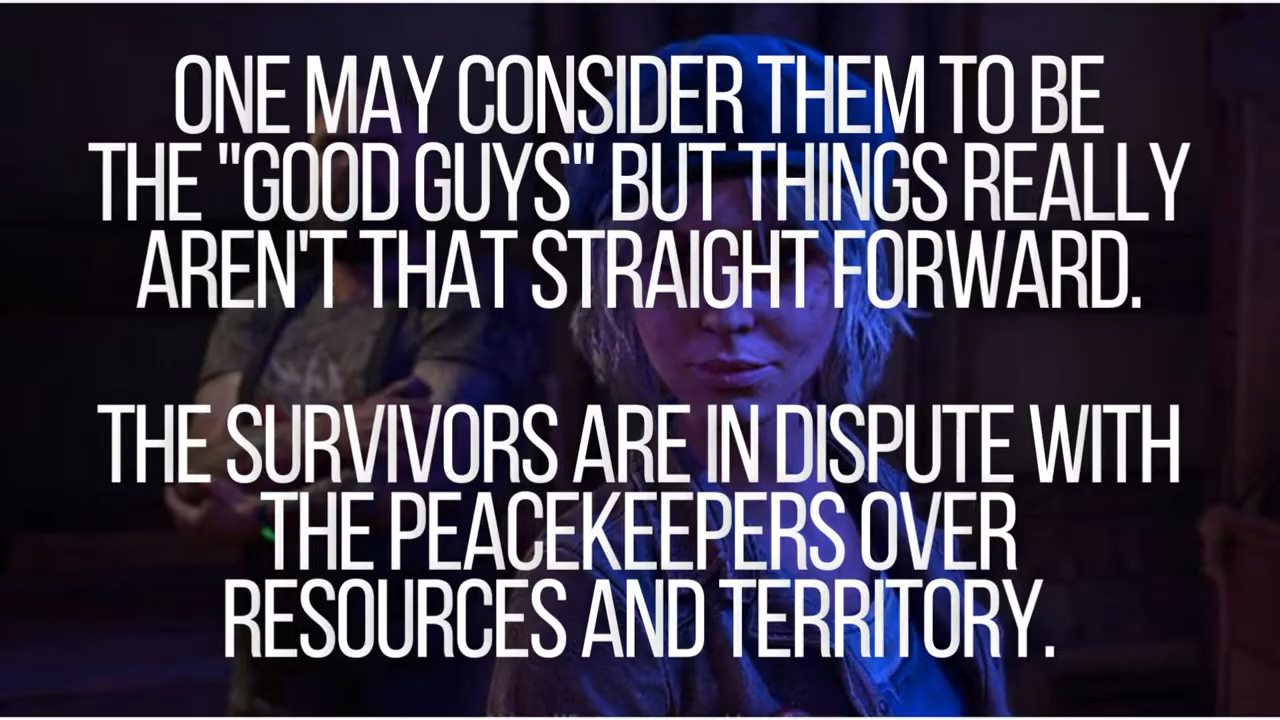 ONE MAY CONSIDER THEM TO BE
THE "GOOD GUYS" BUT THINGS REALLY
AREN'T THAT STRAIGHT FORWARD.
THE SURVIVORS ARE IN DISPUTE WITH
THE PEACEKEEPERS OVER
RESOURCES AND TERRITORY.